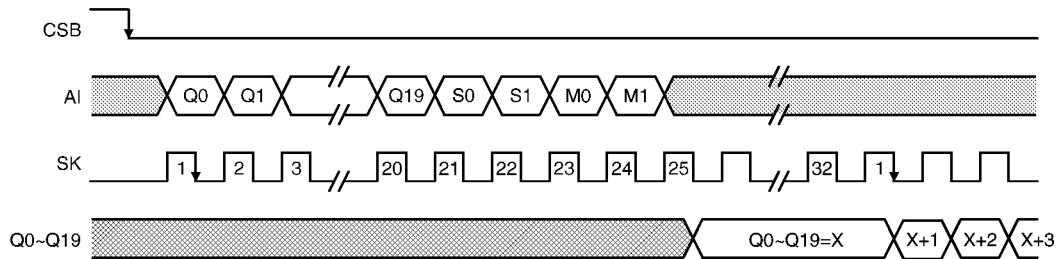 CSB
AI Q0 Q1 Q19 S0 S1 M0 M1
SK 1 2 3 20 21 22 23 24 25 32 1
Q0~Q19 Q0~Q19=X X+1 X+2 X+3